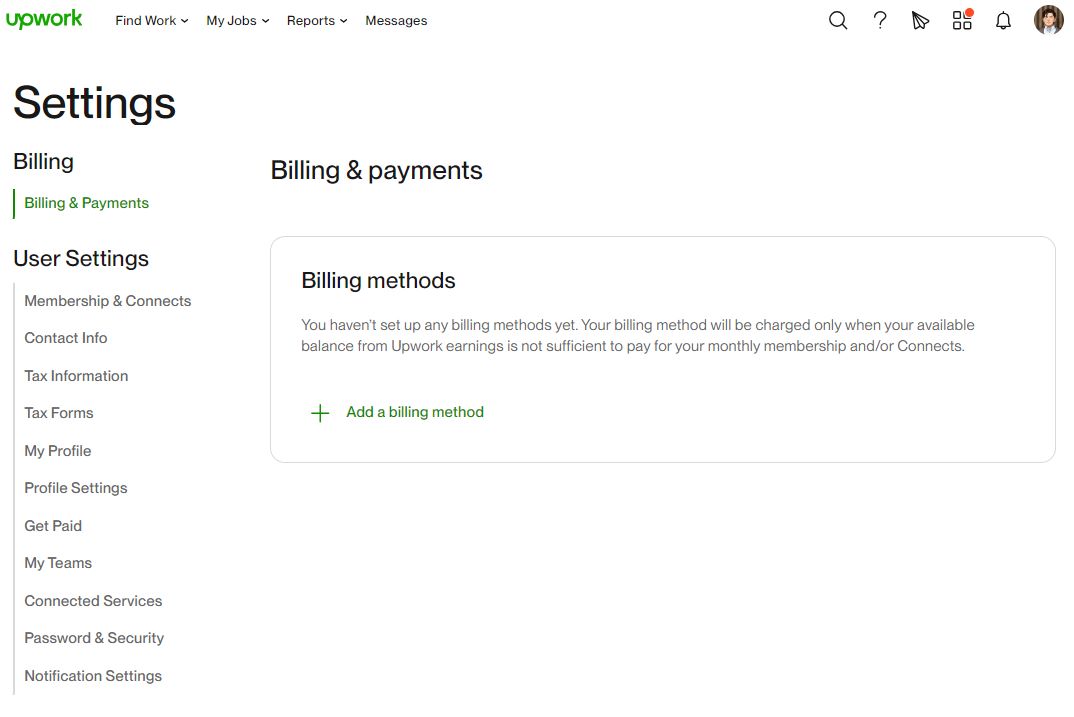 upwork Find Work My Jobs Reports Messages
Settings
Billing
Billing & Payments
User Settings
Membership & Connects
Contact Info
Tax Information
Tax Forms
My Profile
Profile Settings
Get Paid
My Teams
Connected Services
Password & Security
Notification Settings
Billing & payments
Billing methods
You haven't set up any billing methods yet. Your billing method will be charged only when your available
balance from Upwork earnings is not sufficient to pay for your monthly membership and/or Connects.
Add a billing method